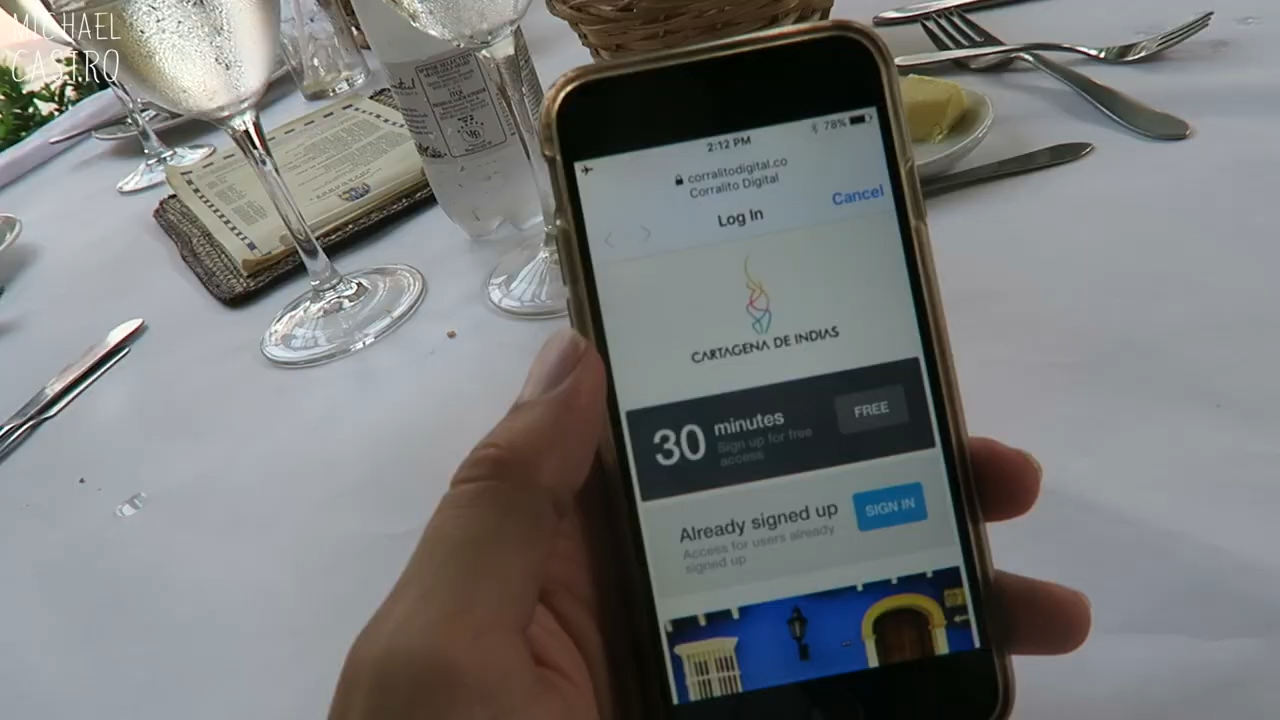 MICHAEL
CASTRO
2:12 PM
78%
corralitodigital.co
Corralito Digital
Log In
Cancel
CARTAGENA DE INDIAS
30 minutes
Sign up for free
access
FREE
Already signed up
Access for users already
signed up
SIGN IN